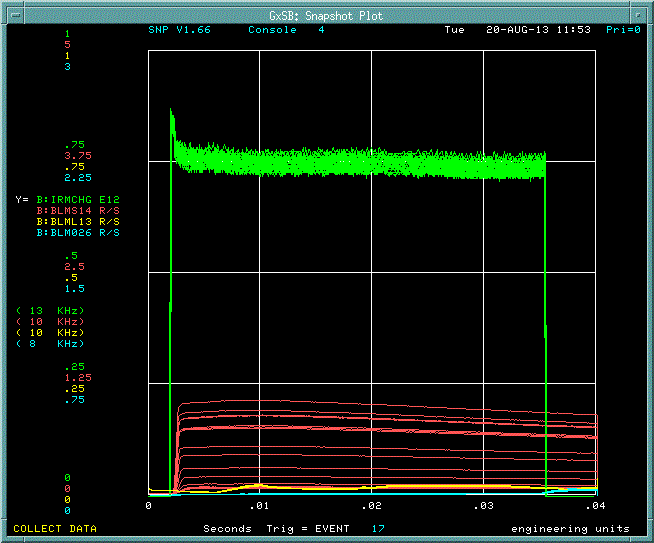 GxSB: Snapshot Plot
SNP V1.66 Console 4 Tue 20-AUG-13 11:53 Pri=0
1
5
1
3
.75
3.75
.75
2.25
Y= B:IRMCHG E12
B:BLMS14 R/S
B:BLML13 R/S
B:BLM026 R/S
.5
2.5
.5
1.5
( 13 KHz)
( 10 KHz)
( 10 KHz)
( 8 KHz)
.25
1.25
.25
.75
0
0
0
0
0 .01 .02 .03 .04
COLLECT DATA Seconds Trig = EVENT 17 engineering units